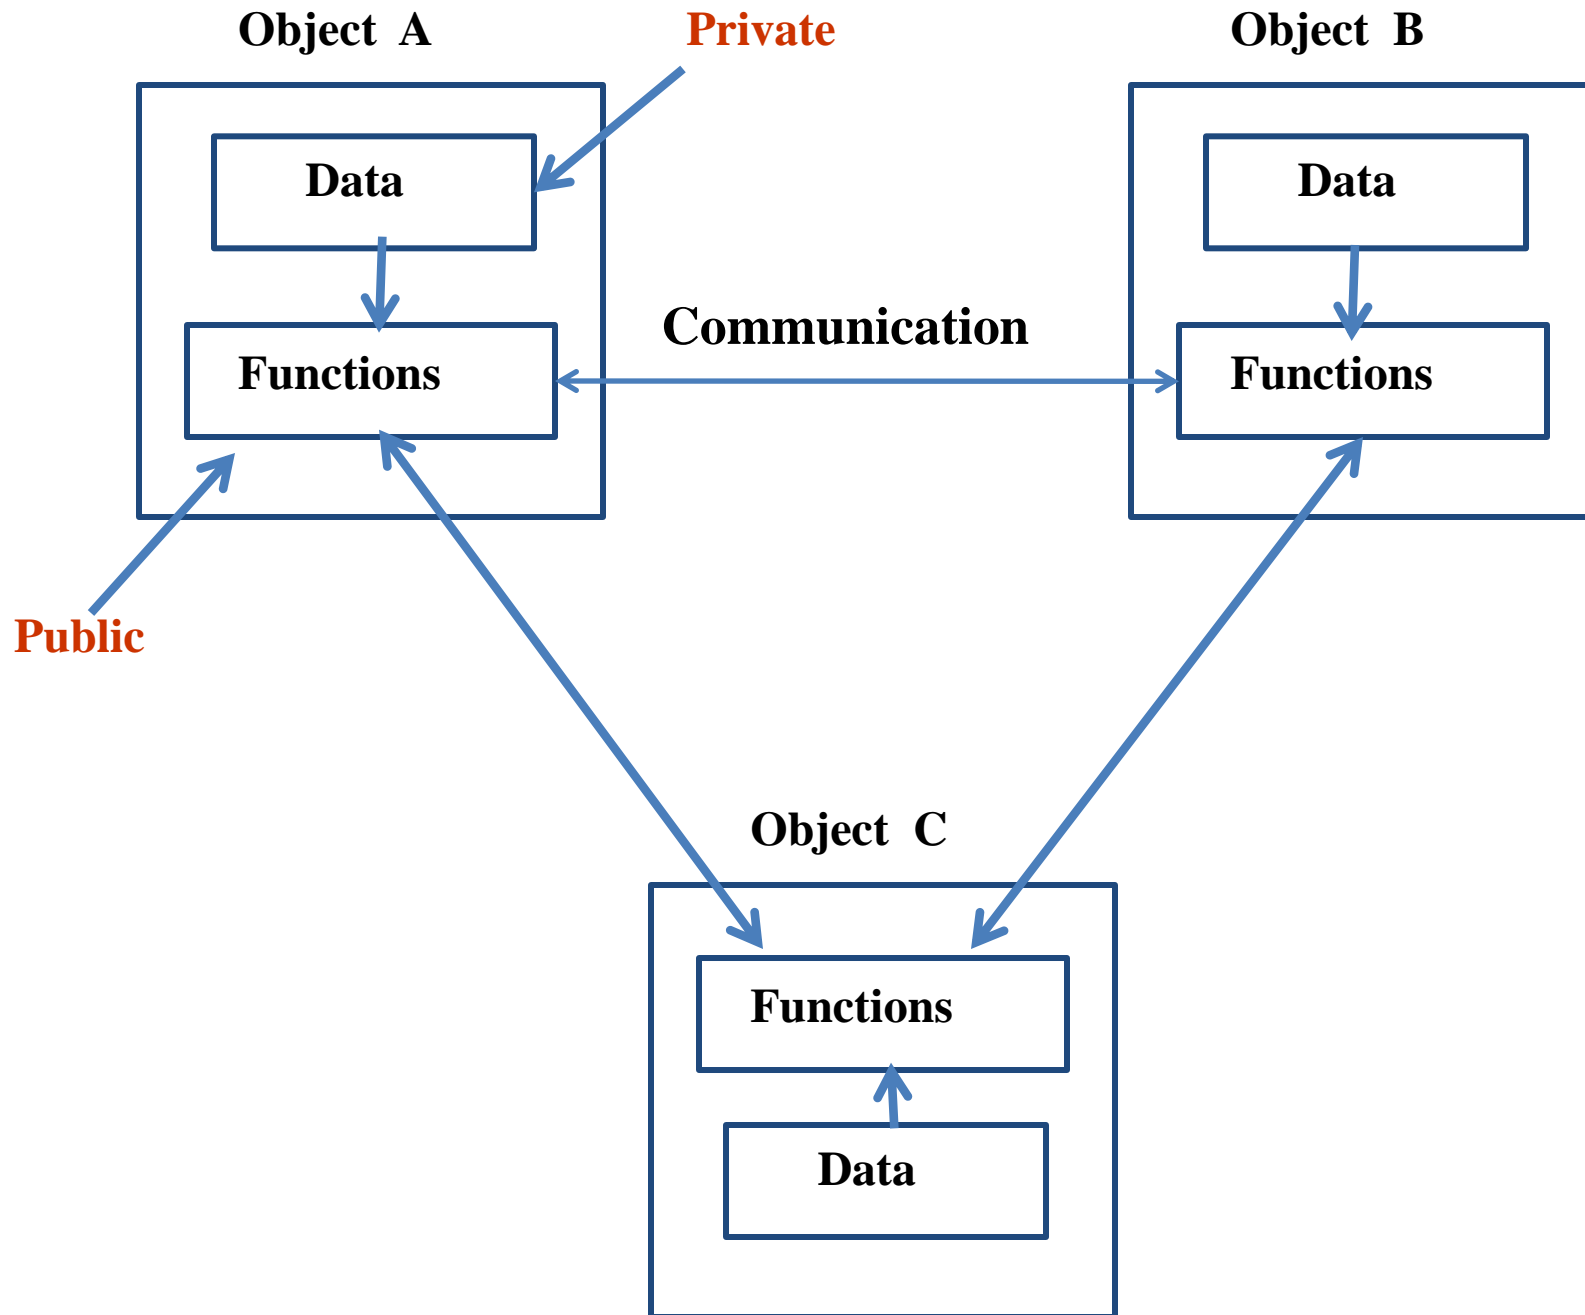 Object A
Private
Object B
Data
Data
Communication
Functions
Functions
Public
Object C
Functions
Data